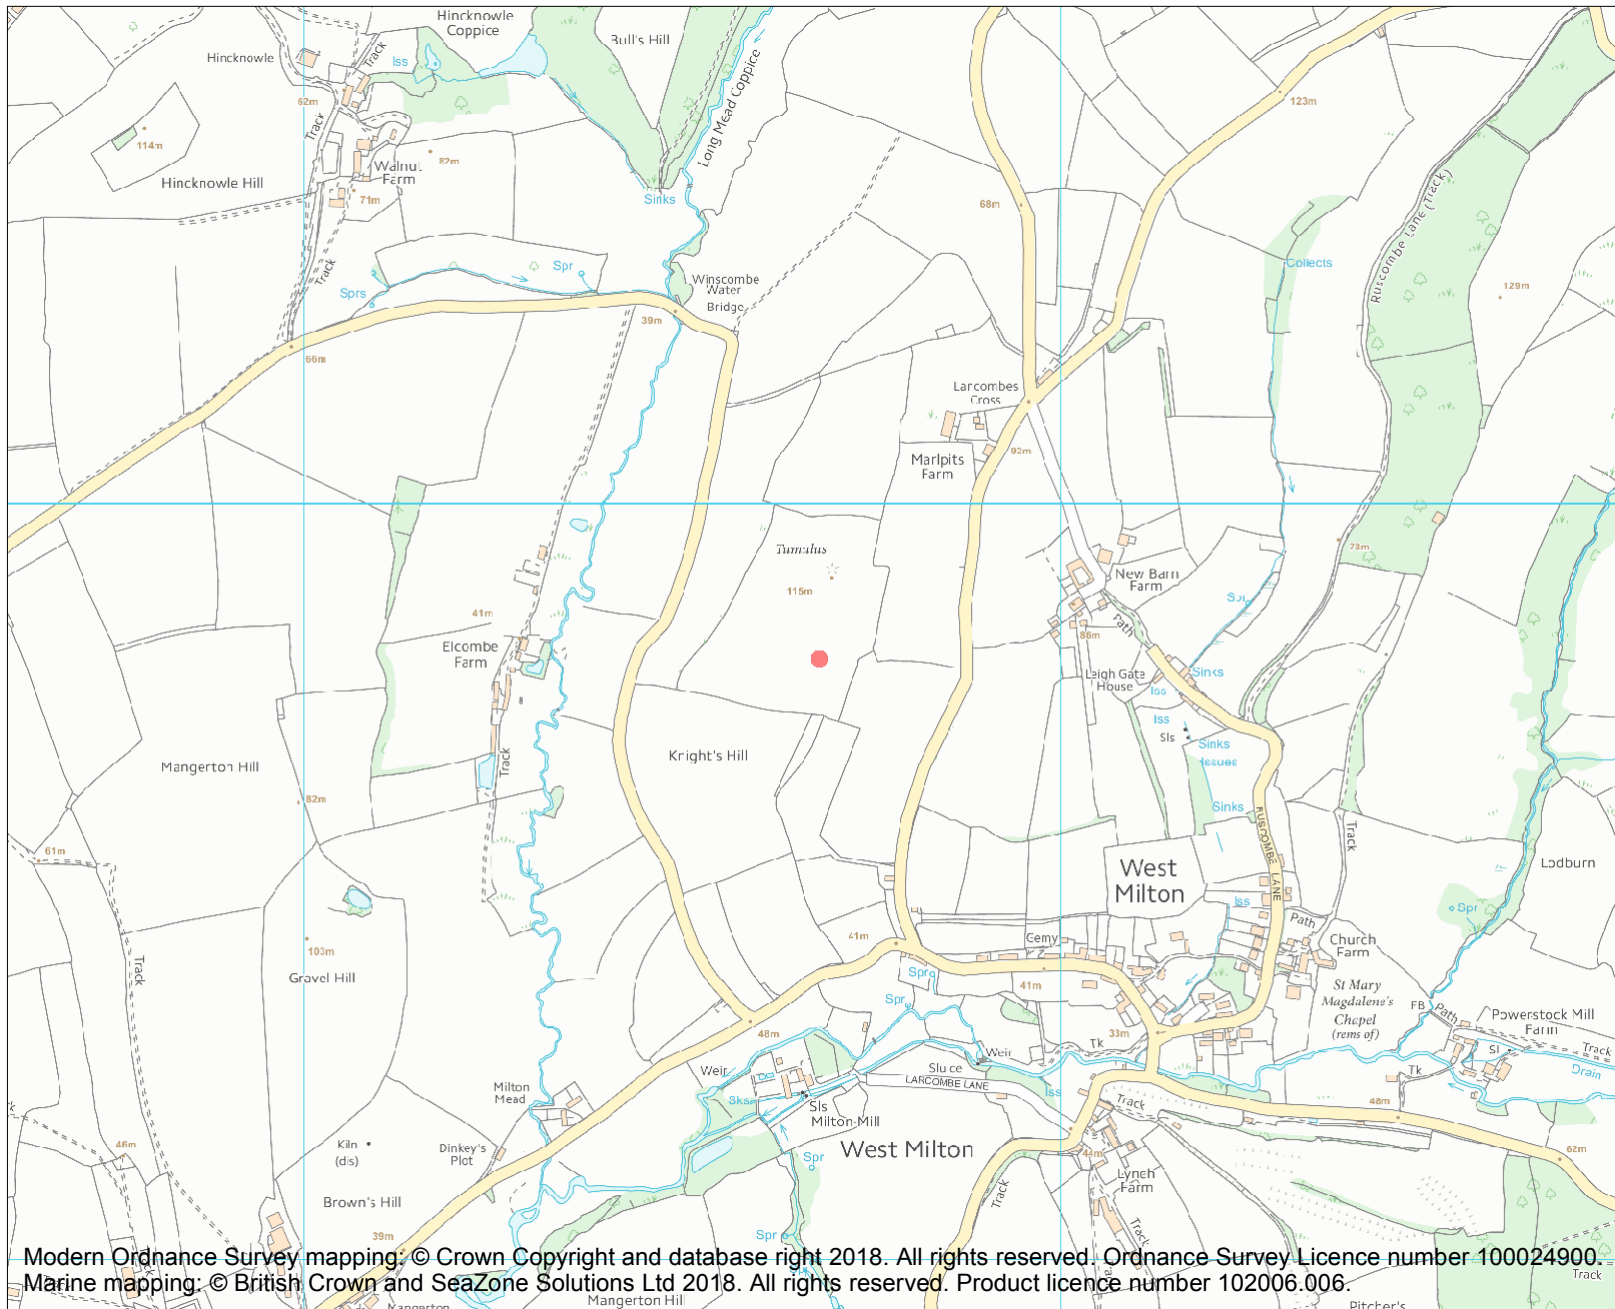 Hincknowle
Coppice
Bull's Hill
Hincknowle
Track
Iss
Long Mead Coppice
62m
Track
123m
114m
82m
Walnut
Farm
Hincknowle Hill
71m
Sinks
68m
Ruscombe Lane (Track)
Track
Spr
Collects
Sprs
Winscombe
Water
Bridge
129m
39m
66m
Larcombes
Cross
92m
Marlpits
Farm
Tumulus
73m
115m
New Barn
Farm
Spr
41m
Path
86m
Elcombe
Farm
Leigh Gate
House
Sinks
Iss
Iss
Sls
Sinks
Issues
Knight's Hill
Track
Mangerton Hill
82m
Sinks
RUSCOMBE LANE
Track
61m
West
Milton
Lodburn
Iss
Spr
Path
41m
Cemy
Church
Farm
103m
Track
Gravel Hill
Spr
41m
St Mary
Magdalene's
Chapel
(rems of)
Spr
FB
Path
Powerstock Mill
Farm
48m
33m
Tk
Weir
Sl
Track
Weir
Sluce
LARCOMBE LANE
Tk
Drain
Milton
Mead
Sks
Iss
Sls
Milton Mill
Track
48m
Kiln
(dis)
Dinkey's
Plot
West Milton
46m
44m
62m
Spr
Lynch
Farm
Track
Brown's Hill
Track
39m
Spr
Track
Modern Ordnance Survey mapping: © Crown Copyright and database right 2018. All rights reserved. Ordnance Survey Licence number 100024900.
Marine mapping: © British Crown and SeaZone Solutions Ltd 2018. All rights reserved. Product licence number 102006.006.
Mangerton
Mangerton Hill
Pitcher's